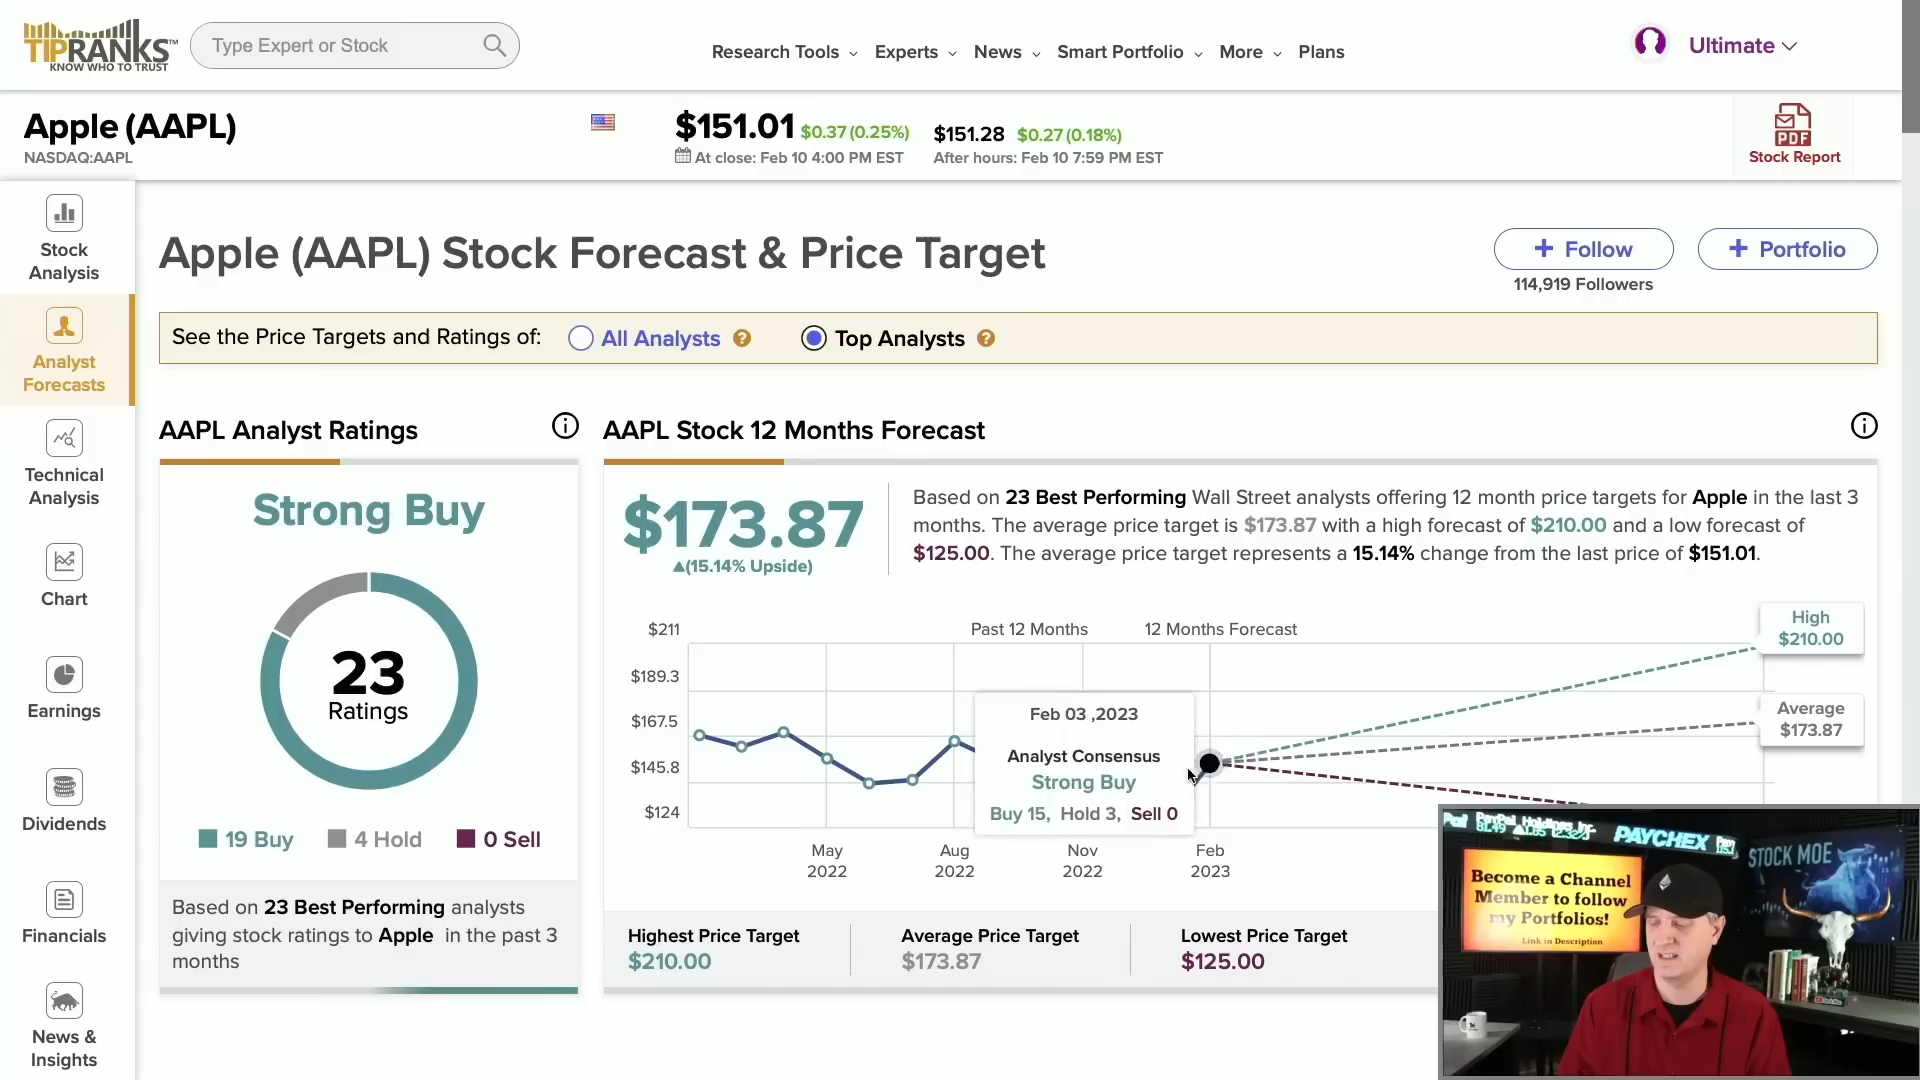 TIPRANKS™
KNOW WHO TO TRUST
Type Expert or Stock
Research Tools
Experts
News
Smart Portfolio
More
Plans
Ultimate
Apple (AAPL)
NASDAQ:AAPL
$151.01 $0.37 (0.25%)
At close: Feb 10 4:00 PM EST
$151.28 $0.27 (0.18%)
After hours: Feb 10 7:59 PM EST
PDF
Stock Report
Stock
Analysis
Analyst
Forecasts
Technical
Analysis
Chart
Earnings
Dividends
Financials
News &
Insights
Apple (AAPL) Stock Forecast & Price Target
+ Follow
114,919 Followers
+ Portfolio
See the Price Targets and Ratings of: All Analysts ? Top Analysts ?
AAPL Analyst Ratings
Strong Buy
23
Ratings
19 Buy 4 Hold 0 Sell
Based on 23 Best Performing analysts
giving stock ratings to Apple in the past 3
months
AAPL Stock 12 Months Forecast
$173.87
▲(15.14% Upside)
Based on 23 Best Performing Wall Street analysts offering 12 month price targets for Apple in the last 3
months. The average price target is $173.87 with a high forecast of $210.00 and a low forecast of
$125.00. The average price target represents a 15.14% change from the last price of $151.01.
Past 12 Months 12 Months Forecast
$211
$189.3
$167.5
$145.8
$124
High
$210.00
Average
$173.87
Feb 03 ,2023
Analyst Consensus
Strong Buy
Buy 15, Hold 3, Sell 0
May
2022
Aug
2022
Nov
2022
Feb
2023
Highest Price Target
$210.00
Average Price Target
$173.87
Lowest Price Target
$125.00
PayPal Holdings Inc.
81.49
PAYCHEX
STOCK MOE
Become a Channel
Member to follow
my Portfolios!
Link in Description